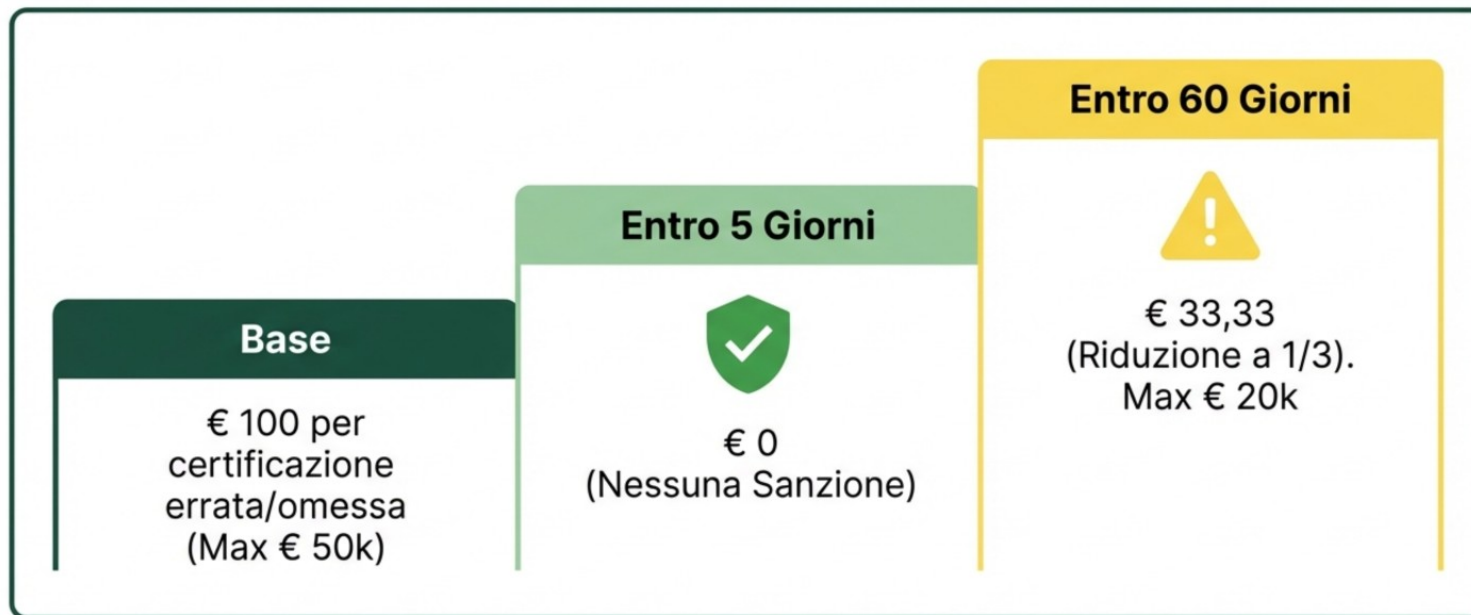 Base
€ 100 per
certificazione
errata/omessa
(Max € 50k)
Entro 5 Giorni
€ 0
(Nessuna Sanzione)
Entro 60 Giorni
€ 33,33
(Riduzione a 1/3).
Max € 20k